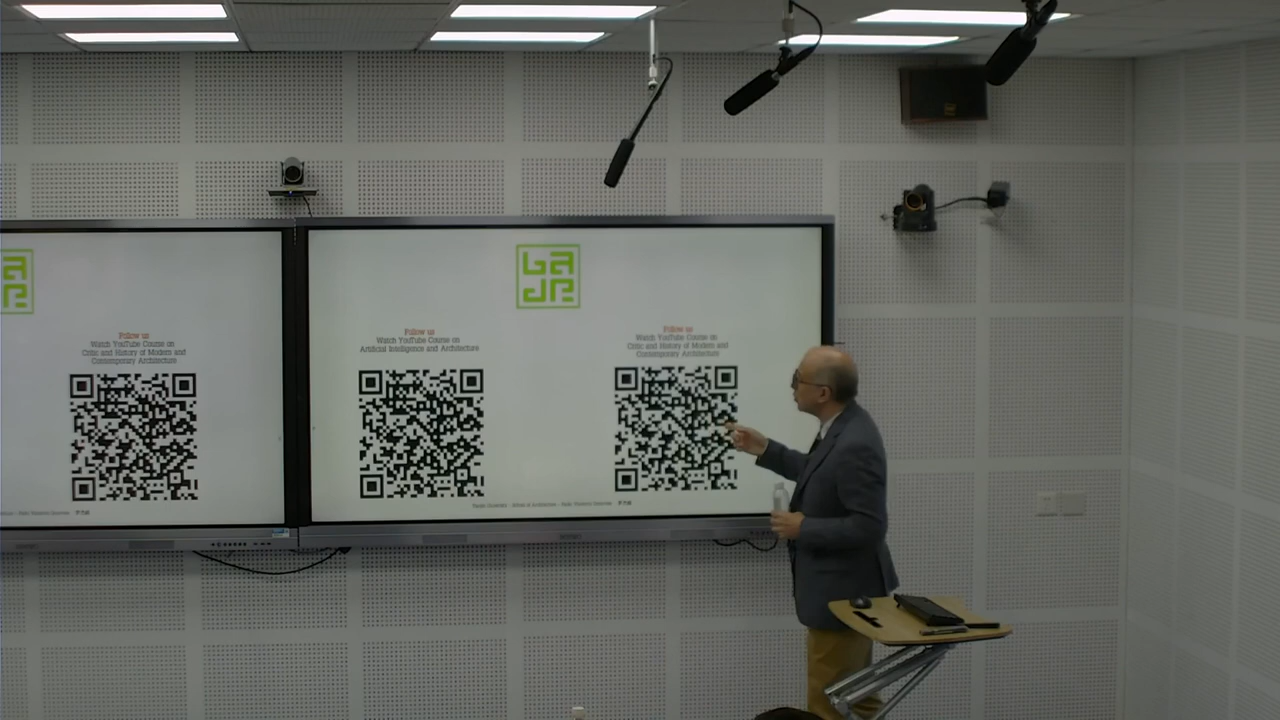 Follow us
Watch YouTube Course on
Critic and History of Modern and
Contemporary Architecture
Follow us
Watch YouTube Course on
Artificial Intelligence and Architecture
Follow us
Watch YouTube Course on
Critic and History of Modern and
Contemporary Architecture